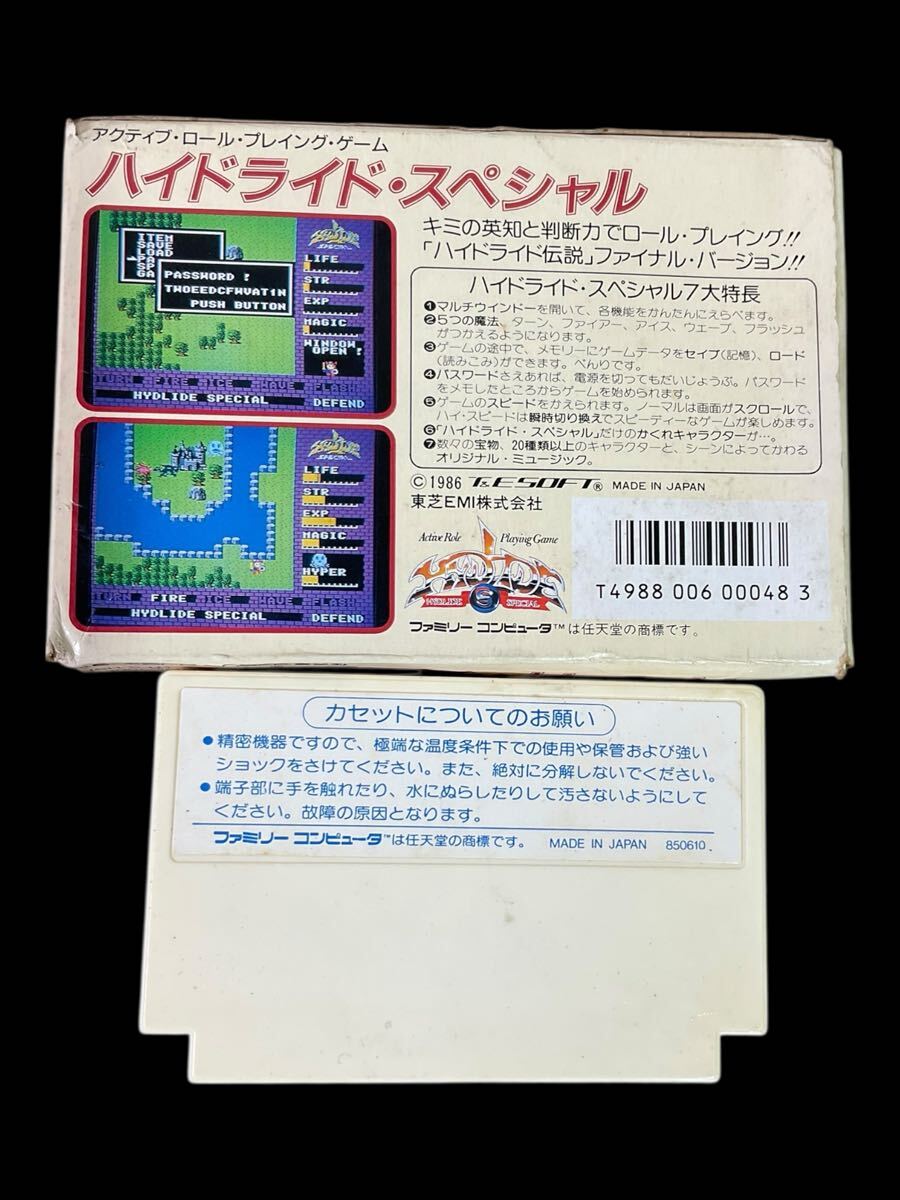 アクティブ・ロール・プレイング・ゲーム
ハイドライド・スペシャル
ITEM
SAVE
LOAD
PA
SP
GA
PASSWORD ?
TWOEEDCFHVAT1N
PUSH BUTTON
LIFE
STR
EXP
MAGIC
WINDOW
OPEN !
TURN FIRE ICE WAVE FLASH
HYDLIDE SPECIAL DEFEND
LIFE
STR
EXP
MAGIC
HYPER
TURN FIRE ICE WAVE FLASH
HYDLIDE SPECIAL DEFEND
キミの英知と判断力でロール・プレイング!!
「ハイドライド伝説」ファイナル・バージョン!!
ハイドライド・スペシャル7大特長
❶マルチウインドーを開いて、各機能をかんたんにえらべます。
❷5つの魔法、ターン、ファイアー、アイス、ウェーブ、フラッシュ
がつかえるようになります。
❸ゲームの途中で、メモリーにゲームデータをセイブ(記憶)、ロード
(読みこみ)ができます。べんりです。
❹パスワードさえあれば、電源を切ってもだいじょうぶ。パスワード
をメモしたところからゲームを始められます。
❺ゲームのスピードをかえられます。ノーマルは画面がスクロールで、
ハイ・スピードは瞬時切り換えでスピーディーなゲームが楽しめます。
❻「ハイドライド・スペシャル」だけのかくれキャラクターが…。
❼数々の宝物、20種類以上のキャラクターと、シーンによってかわる
オリジナル・ミュージック。
©1986 T&E SOFT® MADE IN JAPAN
東芝EMI株式会社
Active Role Playing Game
HYDLIDE
HYDLIDE S SPECIAL
T4988 006 00048 3
ファミリー コンピュータ™は任天堂の商標です。
カセットについてのお願い
●精密機器ですので、極端な温度条件下での使用や保管および強い
ショックをさけてください。また、絶対に分解しないでください。
●端子部に手を触れたり、水にぬらしたりして汚さないようにして
ください。故障の原因となります。
ファミリー コンピュータ™は任天堂の商標です。 MADE IN JAPAN 850610